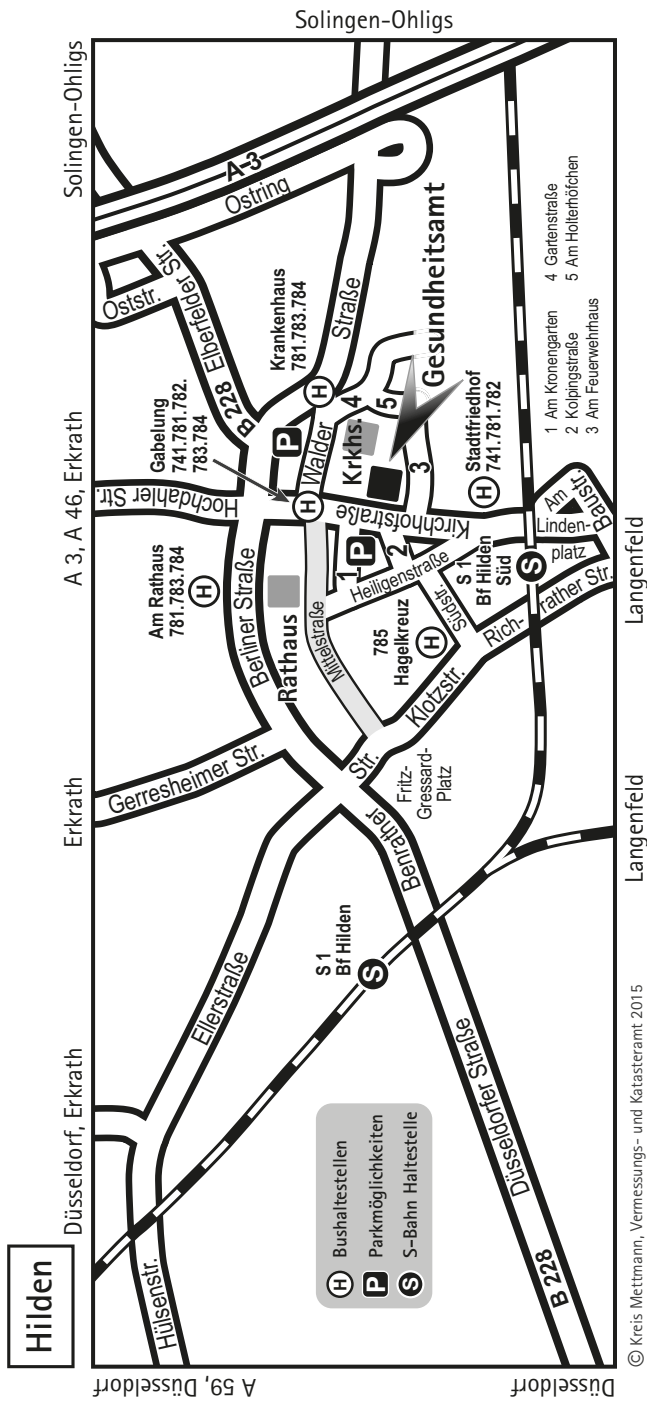 Hilden
Düsseldorf, Erkrath
Erkrath
A 3, A 46, Erkrath
Solingen-Ohligs
Solingen-Ohligs
A 59, Düsseldorf
Düsseldorf
Langenfeld
Langenfeld
Hülsenstr.
Ellerstraße
Gerresheimer Str.
Berliner Straße
Hochdahler Str.
B 228
Elberfelder Str.
Oststr.
Ostring
A-3
Am Rathaus
781.783.784
H
Gabelung
741.781.782.
783.784
H
Krankenhaus
781.783.784
H
Rathaus
Mittelstraße
Walder
Straße
P
Krkhs.
4
5
3
Gesundheitsamt
1
P
2
Kirchhofstraße
Heiligenstraße
Südstr.
785
Hagelkreuz
H
Stadtfriedhof
741.781.782
H
S 1
Bf Hilden
Süd
S
Am
Linden-
platz
Baustr.
Rich-
rather Str.
Klotzstr.
Fritz-
Gressard-
Platz
Benrather
Str.
S 1
Bf Hilden
S
Düsseldorfer Straße
B 228
H Bushaltestellen
P Parkmöglichkeiten
S S-Bahn Haltestelle
1 Am Kronengarten
2 Kolpingstraße
3 Am Feuerwehrhaus
4 Gartenstraße
5 Am Holterhöfchen
© Kreis Mettmann, Vermessungs- und Katasteramt 2015